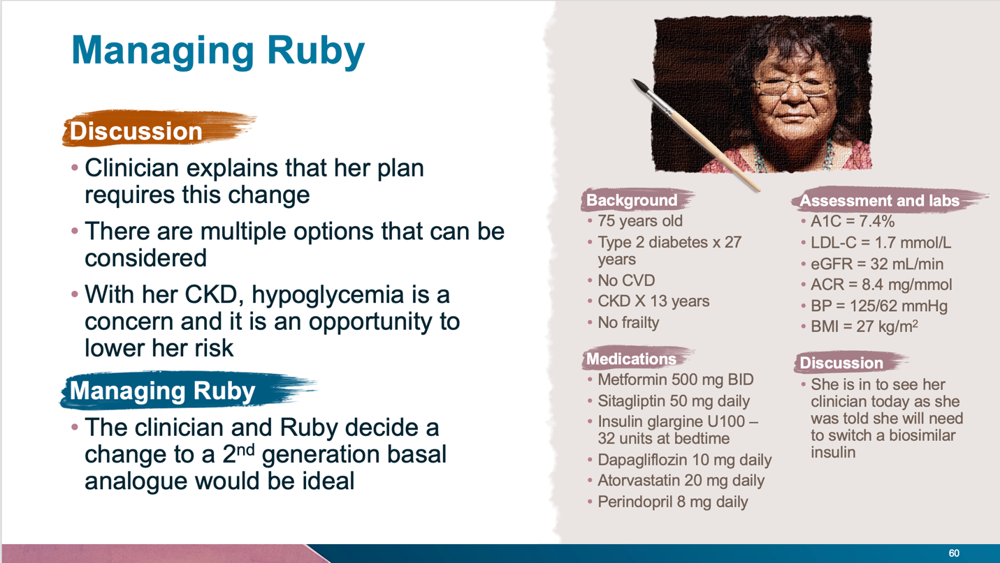 Managing Ruby
Discussion
• Clinician explains that her plan
requires this change
• There are multiple options that can be
considered
• With her CKD, hypoglycemia is a
concern and it is an opportunity to
lower her risk
Managing Ruby
• The clinician and Ruby decide a
change to a 2nd generation basal
analogue would be ideal
Background
• 75 years old
• Type 2 diabetes x 27
years
• No CVD
• CKD X 13 years
• No frailty
Medications
• Metformin 500 mg BID
• Sitagliptin 50 mg daily
• Insulin glargine U100 –
32 units at bedtime
• Dapagliflozin 10 mg daily
• Atorvastatin 20 mg daily
• Perindopril 8 mg daily
Assessment and labs
• A1C = 7.4%
• LDL-C = 1.7 mmol/L
• eGFR = 32 mL/min
• ACR = 8.4 mg/mmol
• BP = 125/62 mmHg
• BMI = 27 kg/m2
Discussion
• She is in to see her
clinician today as she
was told she will need
to switch a biosimilar
insulin
60